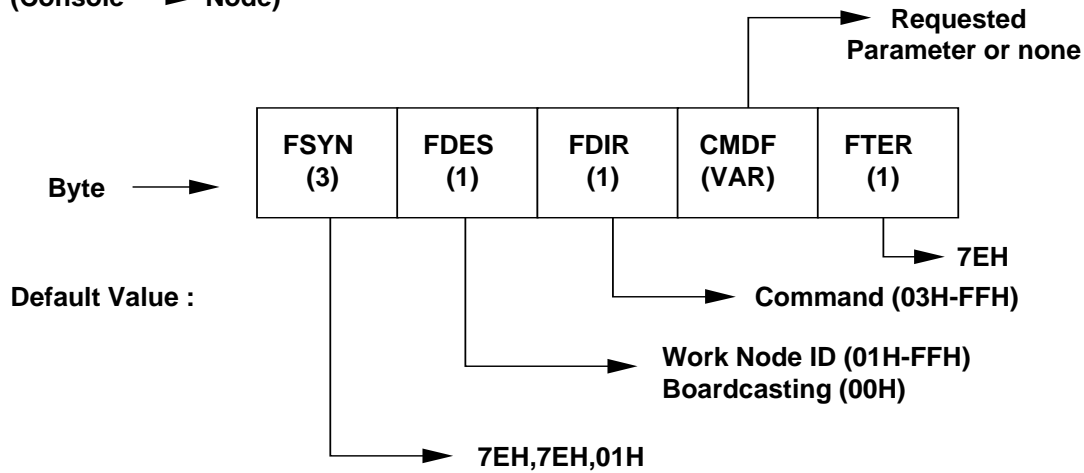 (Console Node)
Requested
Parameter or none
FSYN FDES FDIR CMDF FTER
(3) (1) (1) (VAR) (1)
Byte
7EH
Default Value :
Command (03H-FFH)
Work Node ID (01H-FFH)
Boardcasting (00H)
7EH,7EH,01H